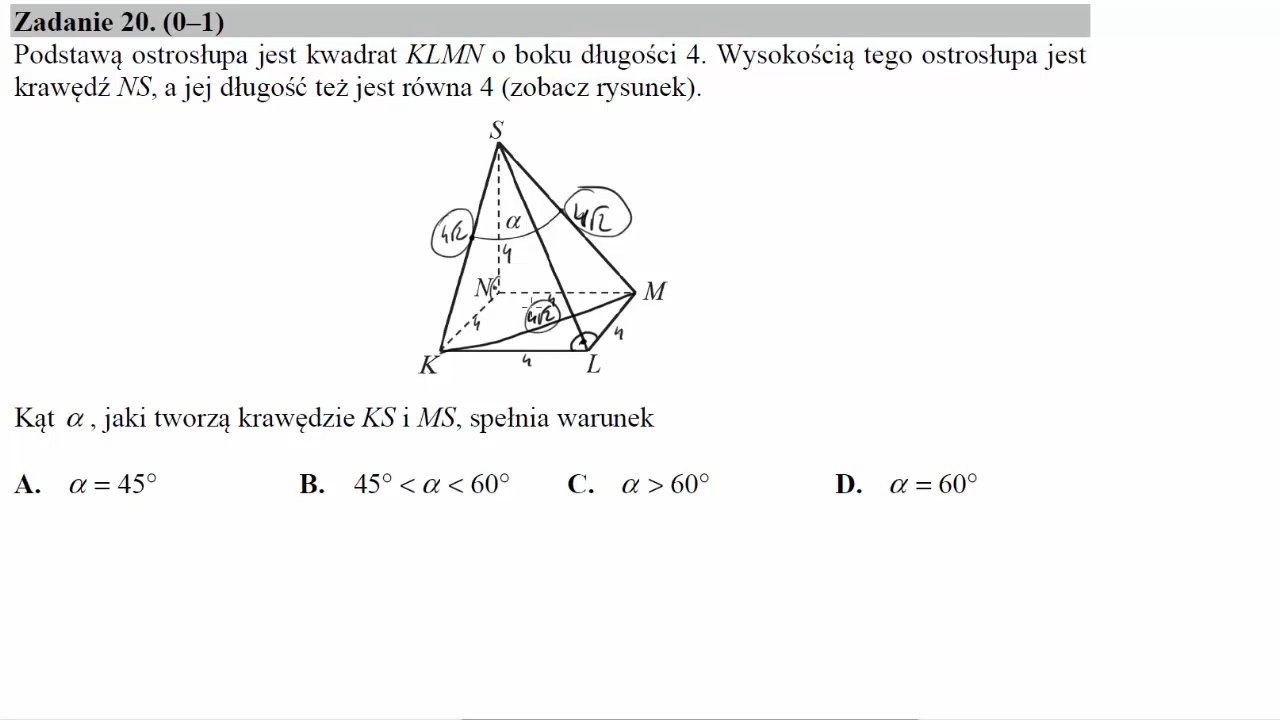 Zadanie 20. (0–1)
Podstawą ostrosłupa jest kwadrat KLMN o boku długości 4. Wysokością tego ostrosłupa jest
krawędź NS, a jej długość też jest równa 4 (zobacz rysunek).
S
4√2
α
4√2
4
N
4
M
4
4√2
4
K
4
L
Kąt α, jaki tworzą krawędzie KS i MS, spełnia warunek
A. α = 45° B. 45° < α < 60° C. α > 60° D. α = 60°